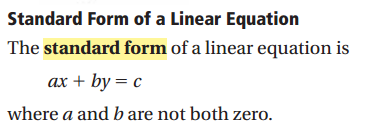 Standard Form of a Linear Equation
The standard form of a linear equation is
ax + by = c
where a and b are not both zero.